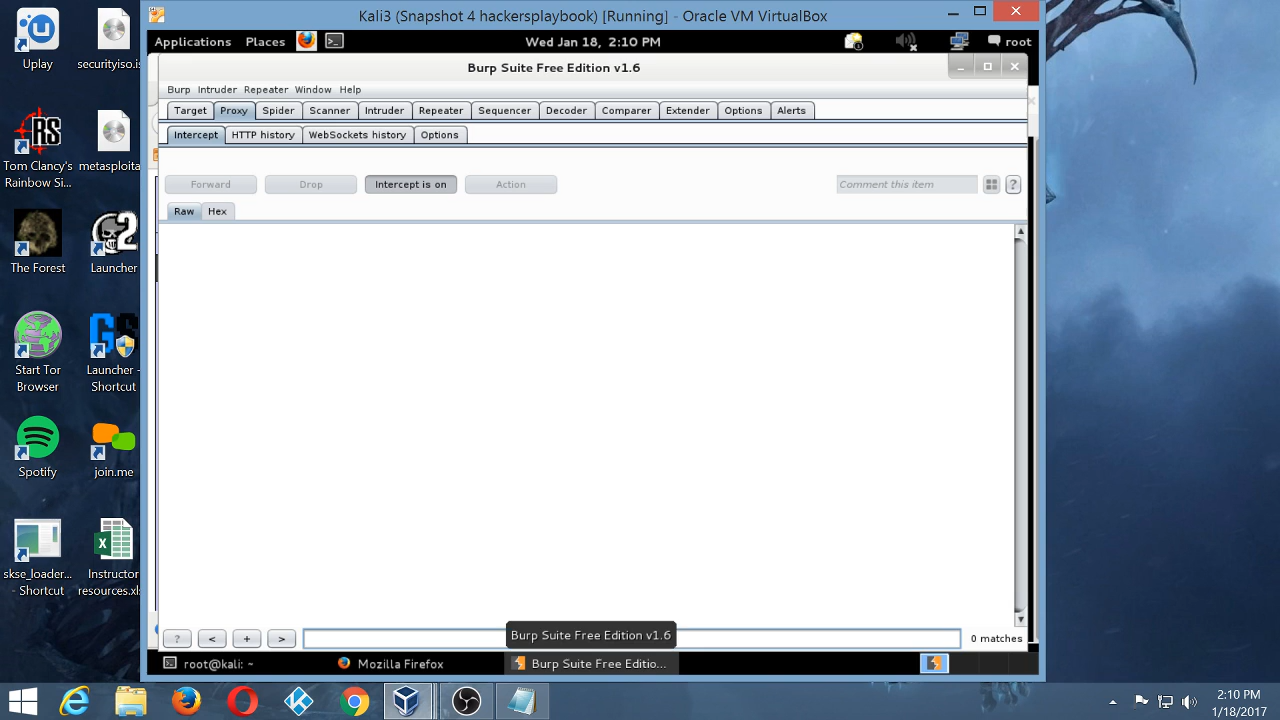 Kali3 (Snapshot 4 hackersplaybook) [Running] - Oracle VM VirtualBox
Applications Places Wed Jan 18, 2:10 PM root
Burp Suite Free Edition v1.6
Burp Intruder Repeater Window Help
Target Proxy Spider Scanner Intruder Repeater Sequencer Decoder Comparer Extender Options Alerts
Intercept HTTP history WebSockets history Options
Forward Drop Intercept is on Action Comment this item ?
Raw Hex
? < + > 0 matches
Burp Suite Free Edition v1.6
root@kali: ~ Mozilla Firefox Burp Suite Free Editio...
Uplay
securityiso.is
Tom Clancy's
Rainbow Si...
metasploita
The Forest
Launcher
Start Tor
Browser
Launcher -
Shortcut
Spotify
join.me
skse_loader...
- Shortcut
Instructor
resources.xls
2:10 PM
1/18/2017